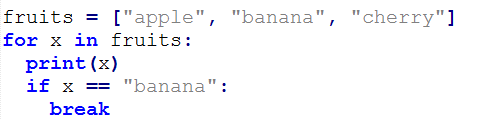 fruits = ["apple", "banana", "cherry"]
for x in fruits:
  print(x)
  if x == "banana":
    break